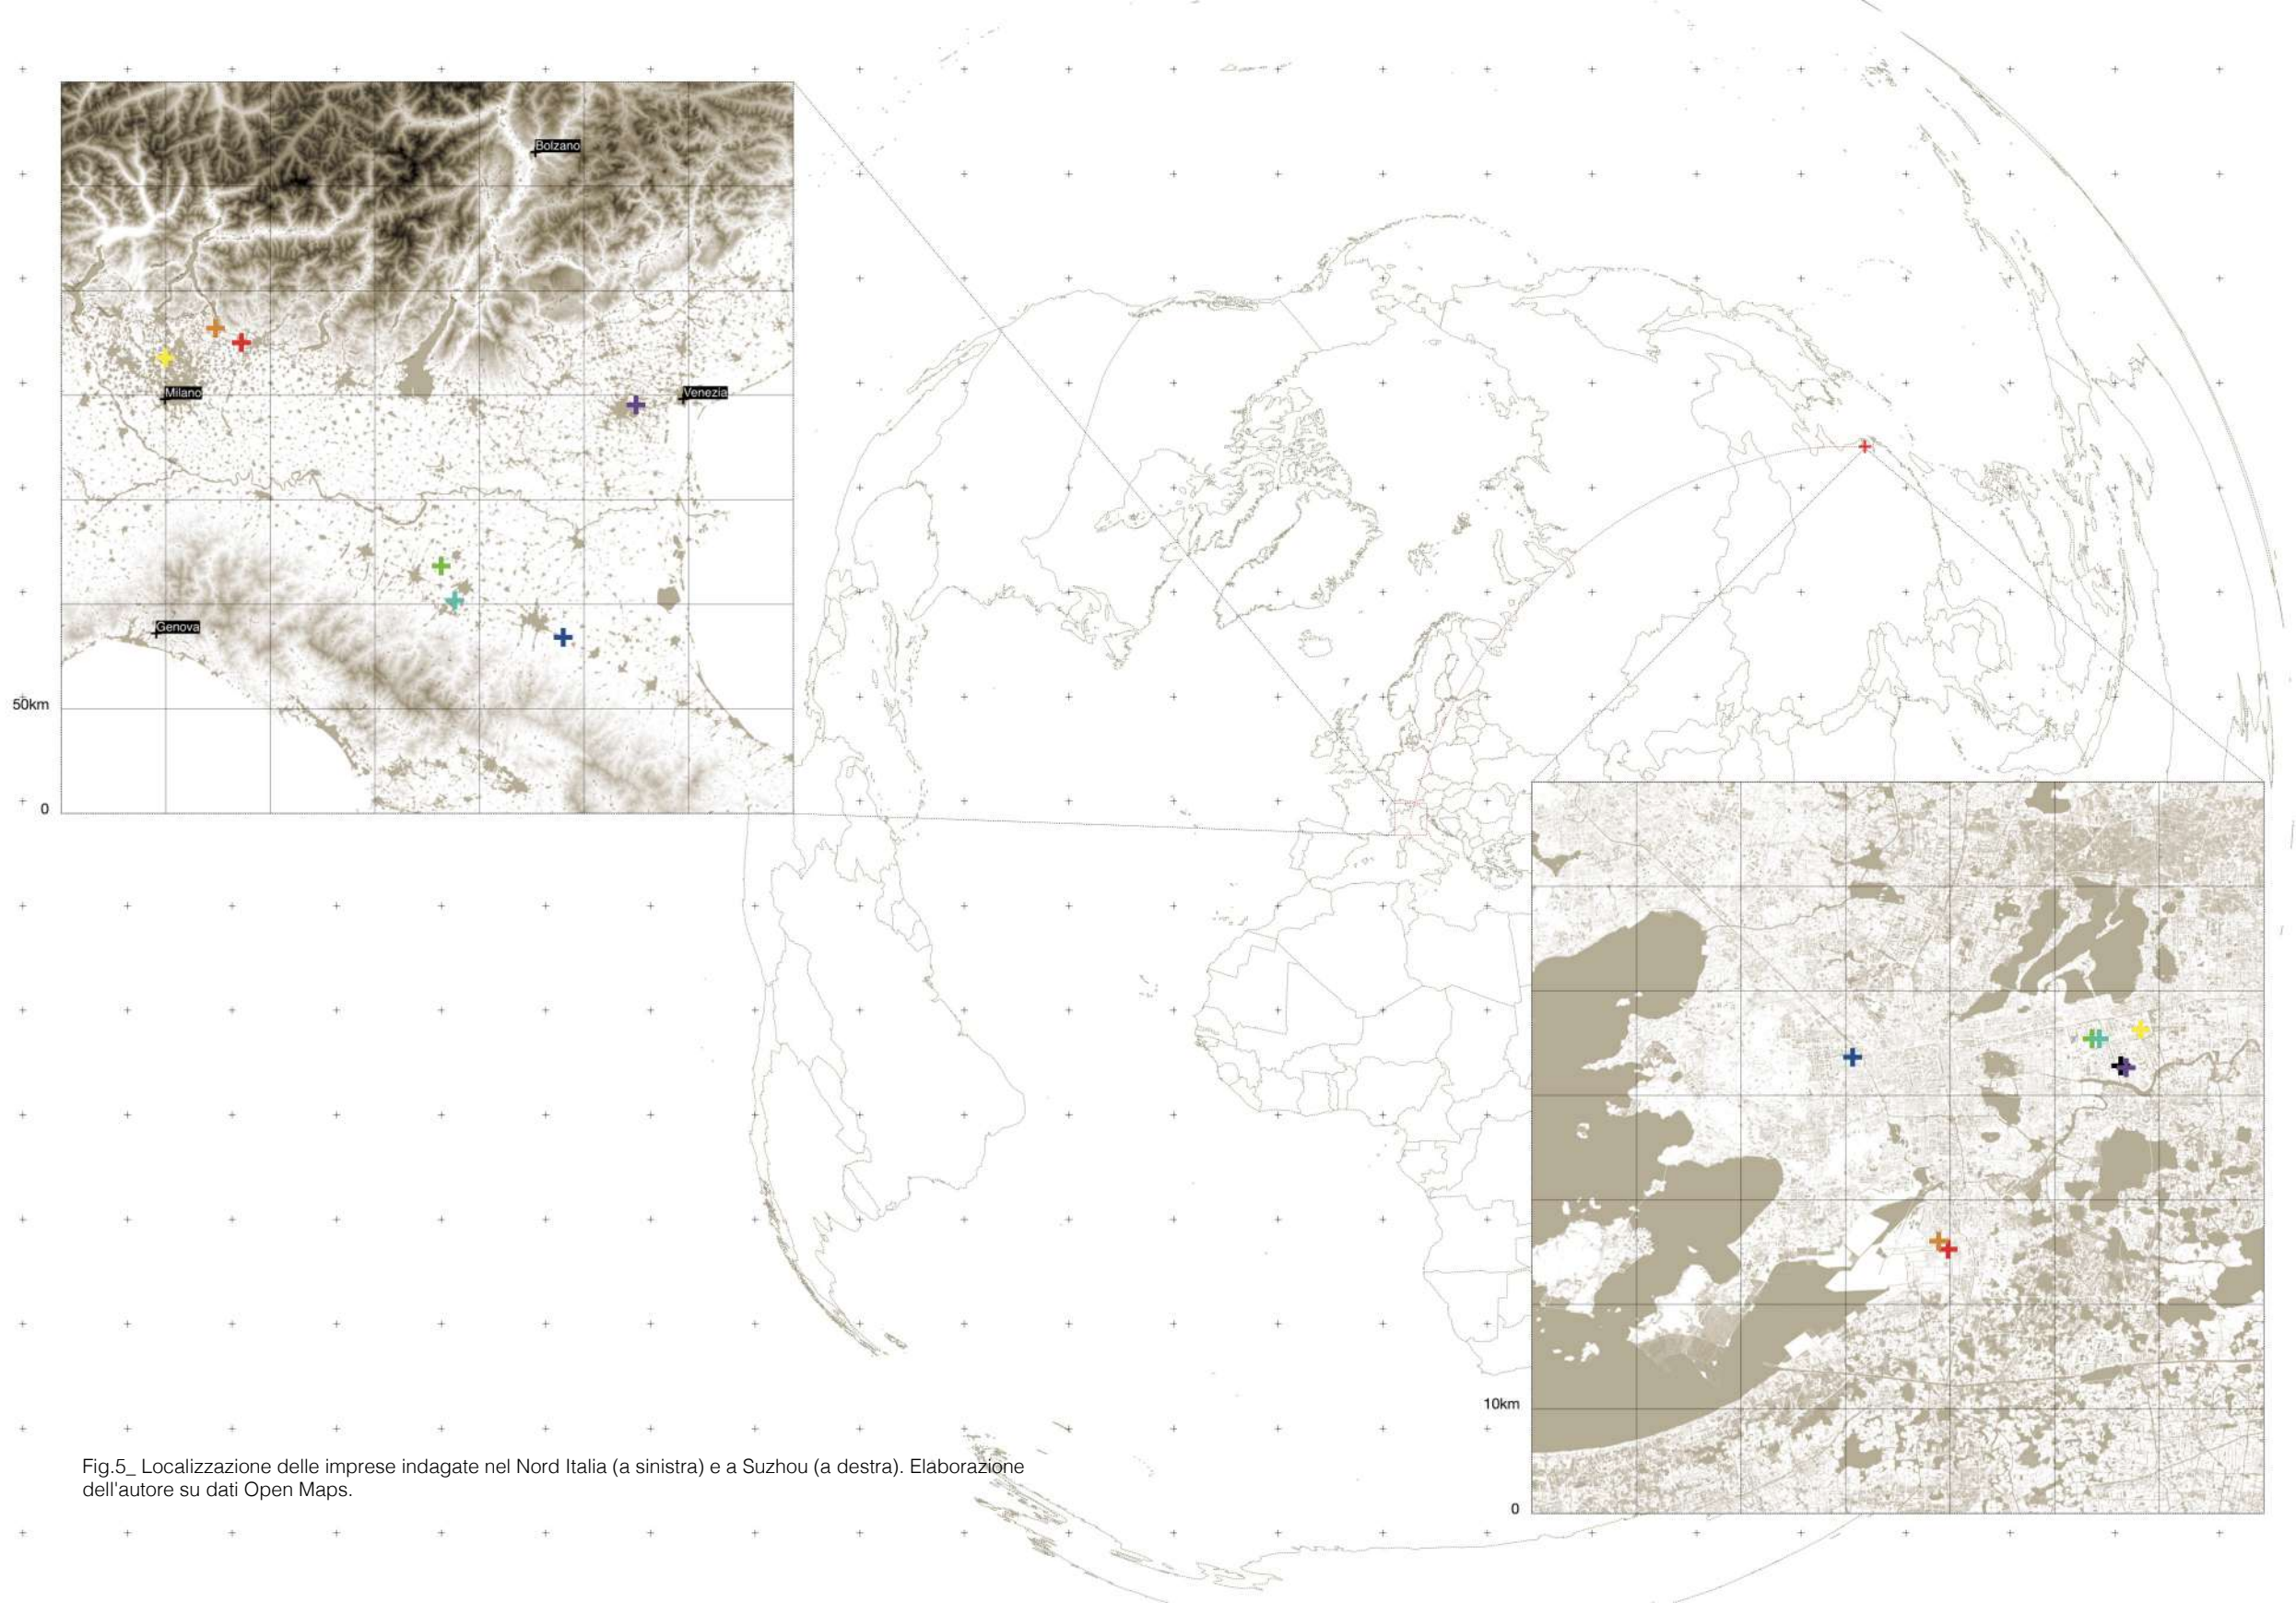 Bolzano
Milano
Venezia
Genova
50km
0
10km
0
Fig.5_ Localizzazione delle imprese indagate nel Nord Italia (a sinistra) e a Suzhou (a destra). Elaborazione
dell'autore su dati Open Maps.